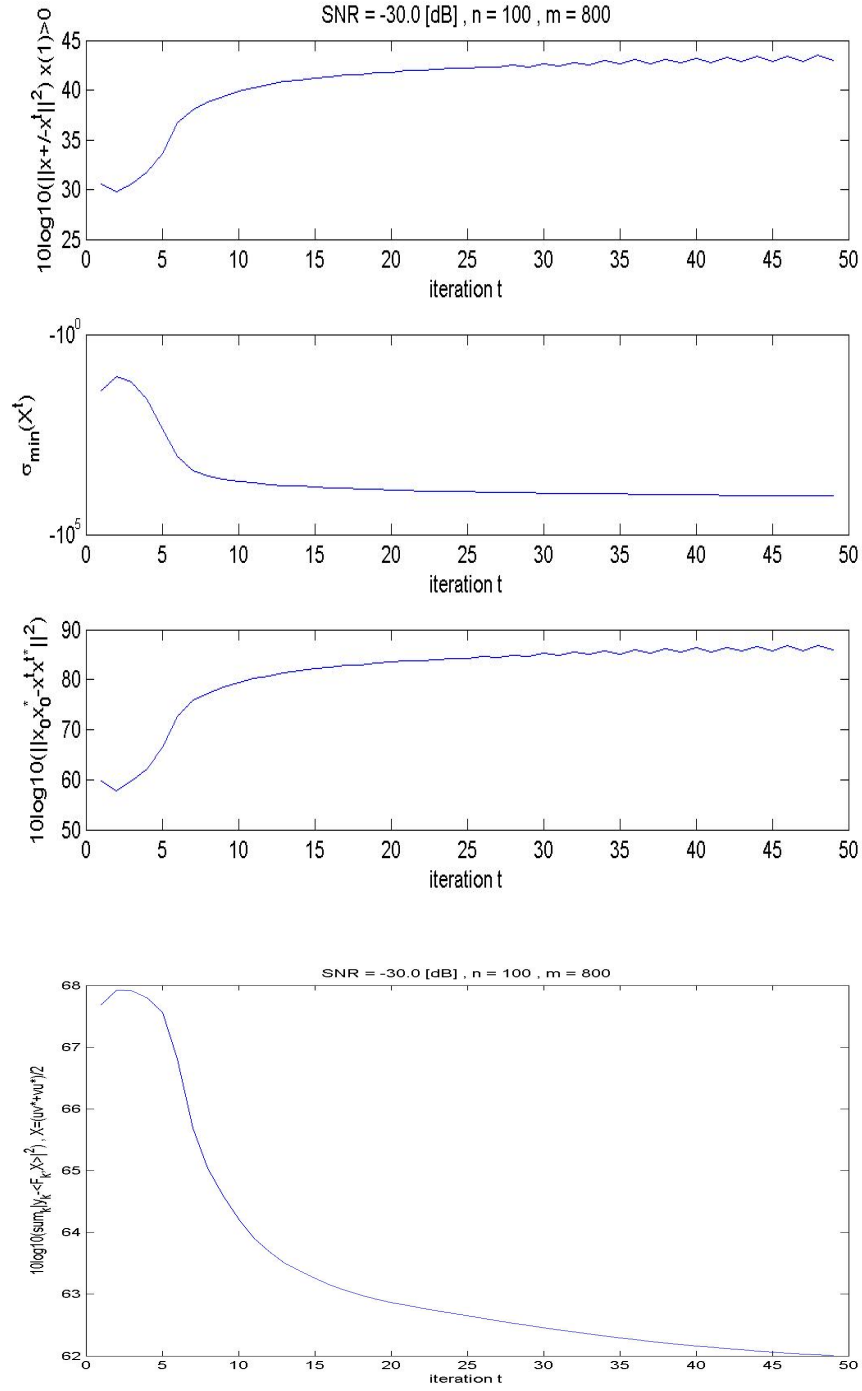 SNR = -30.0 [dB] , n = 100 , m = 800
10log10(||x+/-x^t||^2) x(1)>0
45
40
35
30
25
0 5 10 15 20 25 30 35 40 45 50
iteration t
σ_min(X^t)
-10^0
-10^5
0 5 10 15 20 25 30 35 40 45 50
iteration t
10log10(||x_0x_0^*-x^tx^t*||^2)
90
80
70
60
50
0 5 10 15 20 25 30 35 40 45 50
iteration t
SNR = -30.0 [dB] , n = 100 , m = 800
10log10(sum_k|y_k-<F_k,X>|^2) , X=(uv*+vu*)/2
68
67
66
65
64
63
62
0 5 10 15 20 25 30 35 40 45 50
iteration t